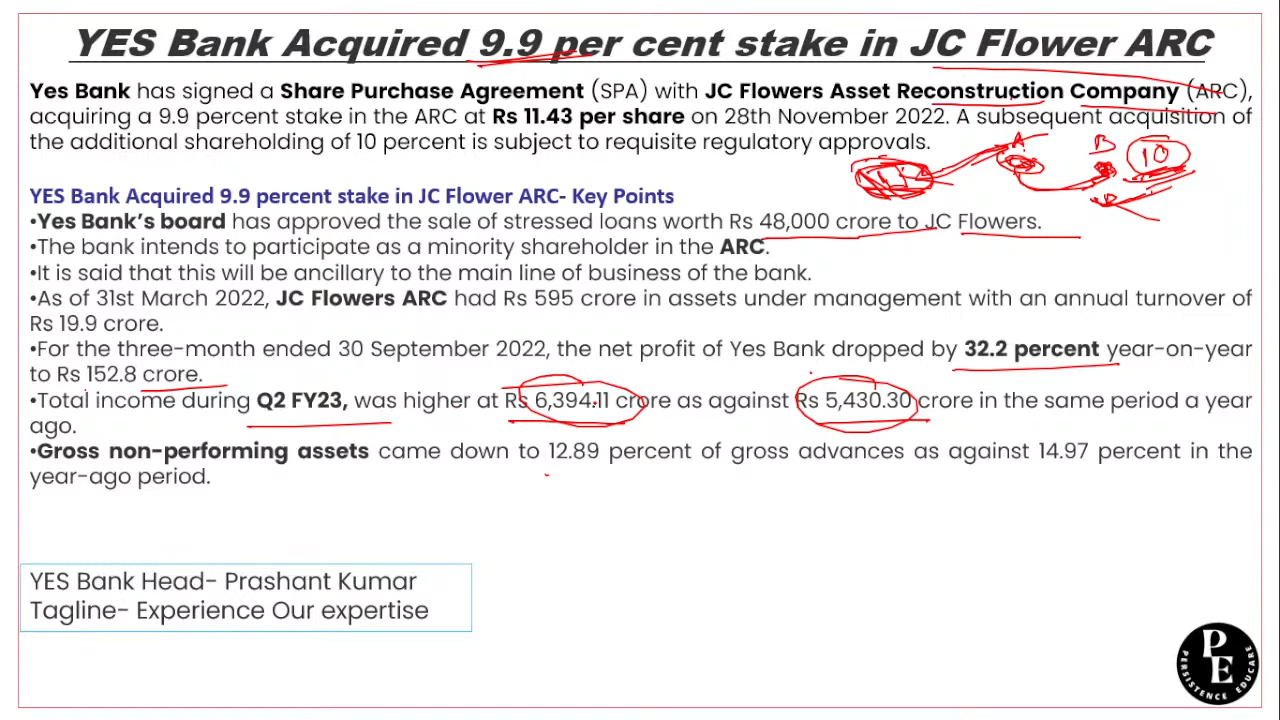 YES Bank Acquired 9.9 per cent stake in JC Flower ARC
Yes Bank has signed a Share Purchase Agreement (SPA) with JC Flowers Asset Reconstruction Company (ARC),
acquiring a 9.9 percent stake in the ARC at Rs 11.43 per share on 28th November 2022. A subsequent acquisition of
the additional shareholding of 10 percent is subject to requisite regulatory approvals.
A
B
10
YES Bank Acquired 9.9 percent stake in JC Flower ARC- Key Points
•Yes Bank's board has approved the sale of stressed loans worth Rs 48,000 crore to JC Flowers.
•The bank intends to participate as a minority shareholder in the ARC.
•It is said that this will be ancillary to the main line of business of the bank.
•As of 31st March 2022, JC Flowers ARC had Rs 595 crore in assets under management with an annual turnover of
Rs 19.9 crore.
•For the three-month ended 30 September 2022, the net profit of Yes Bank dropped by 32.2 percent year-on-year
to Rs 152.8 crore.
•Total income during Q2 FY23, was higher at Rs 6,394.11 crore as against Rs 5,430.30 crore in the same period a year
ago.
•Gross non-performing assets came down to 12.89 percent of gross advances as against 14.97 percent in the
year-ago period.
YES Bank Head- Prashant Kumar
Tagline- Experience Our expertise
P
E
PERSISTENCE EDUCARE